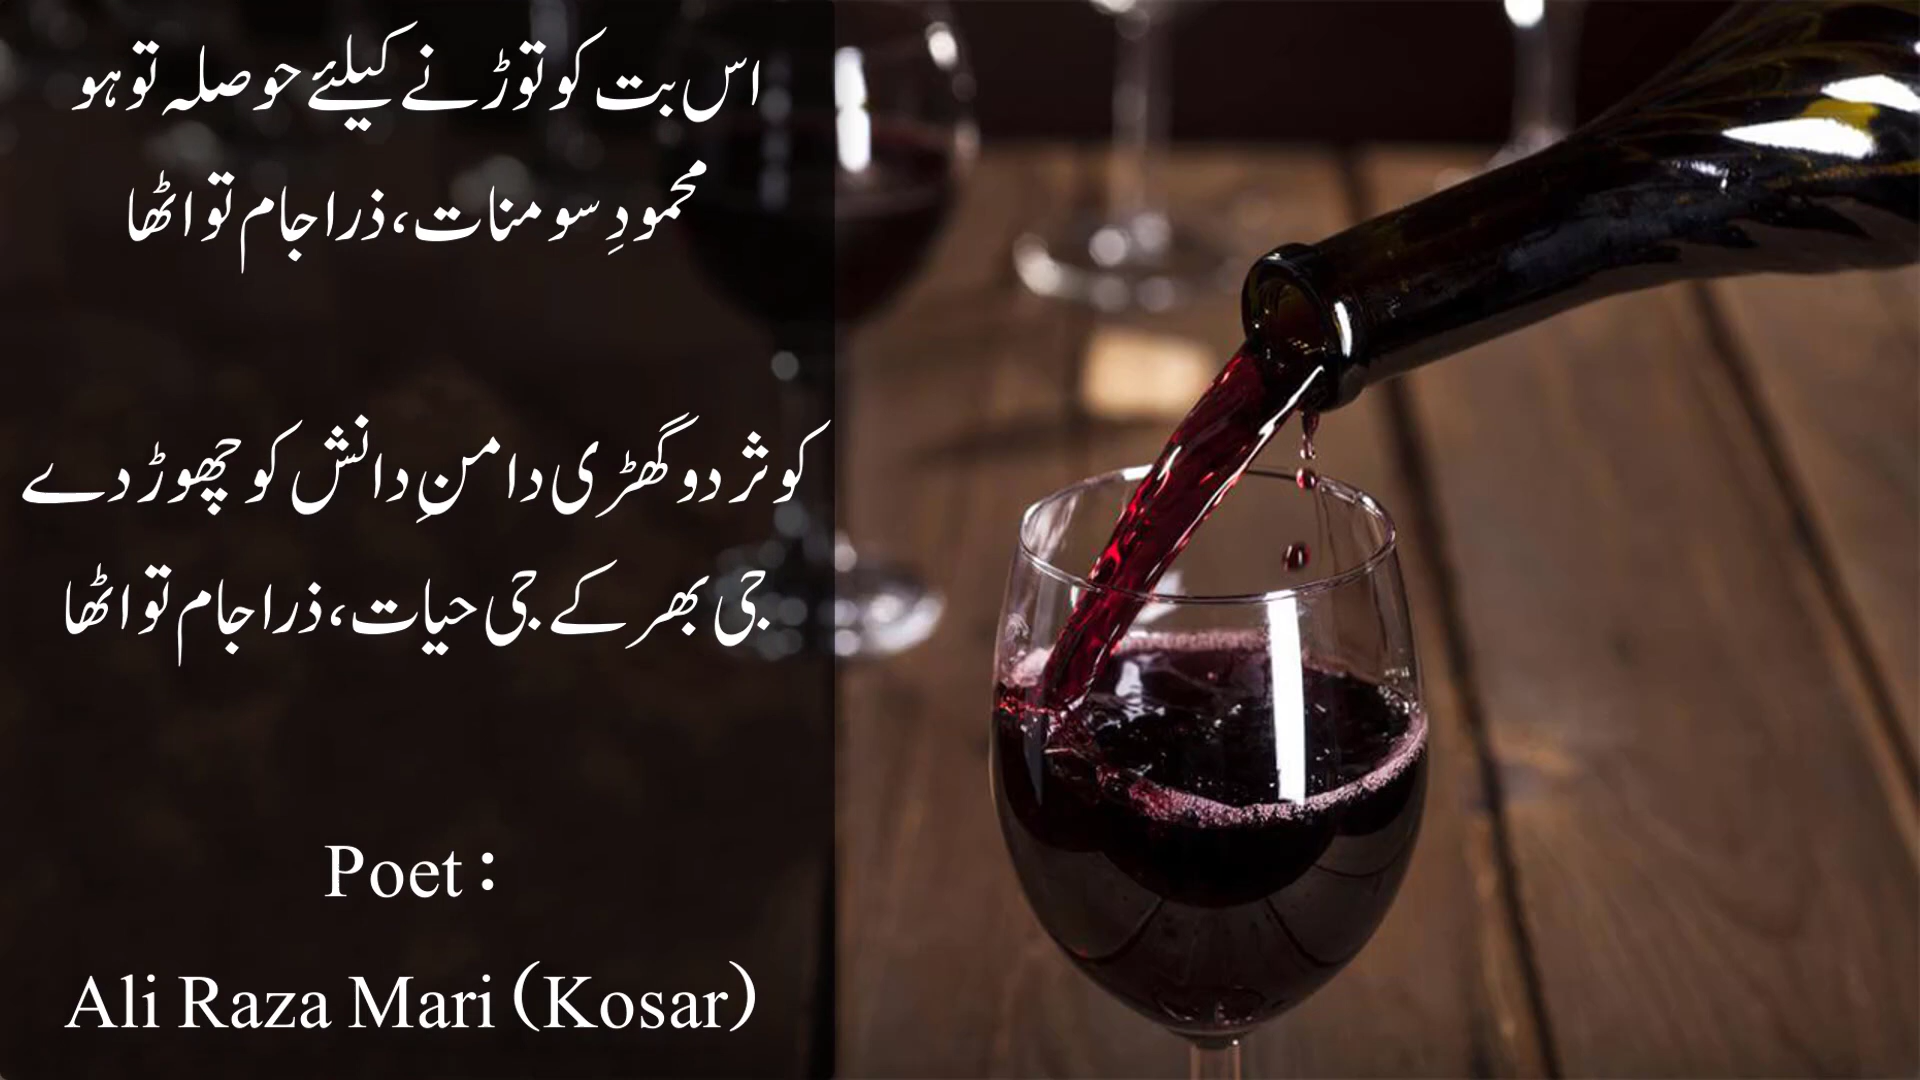 اس بت کو توڑنے کیلئے حوصلہ تو ہو
محمودِ سومنات، ذرا جام تو اٹھا
کوثر دو گھڑی دامنِ دانش کو چھوڑ دے
جی بھر کے جی حیات، ذرا جام تو اٹھا
Poet :
Ali Raza Mari (Kosar)